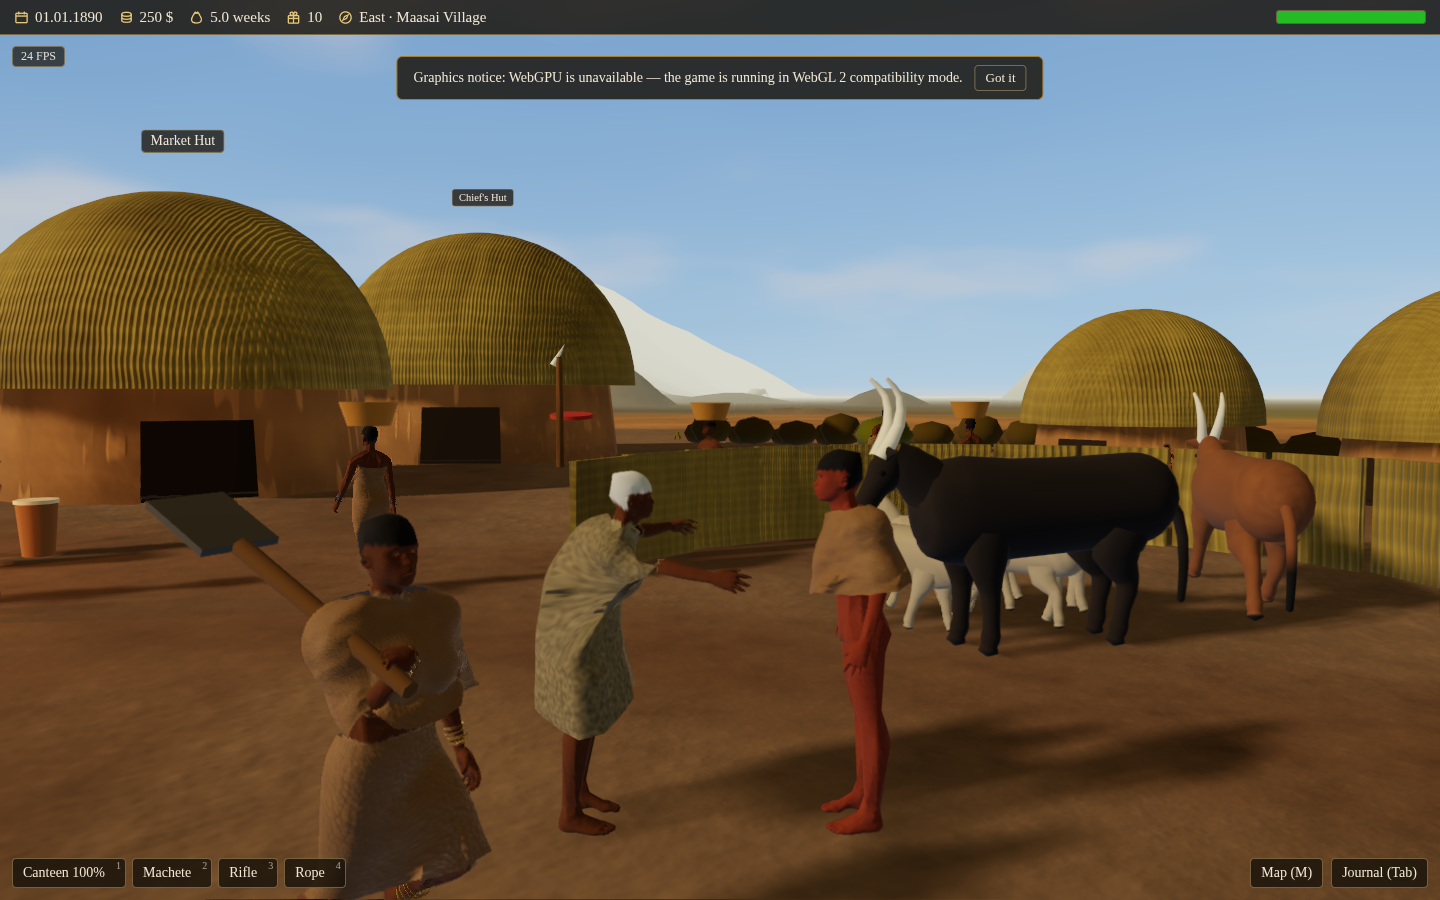 01.01.1890
250 $
5.0 weeks
10
East · Maasai Village
24 FPS
Graphics notice: WebGPU is unavailable — the game is running in WebGL 2 compatibility mode.
Got it
Market Hut
Chief's Hut
Canteen 100% 1
Machete 2
Rifle 3
Rope 4
Map (M)
Journal (Tab)